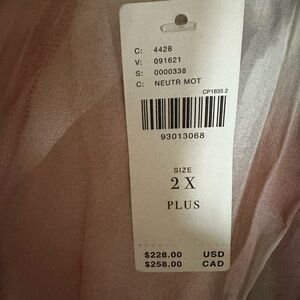 C: 4428
V: 091621
S: 0000338
C: NEUTR MOT
CP1835.2
93013068
SIZE
2 X
PLUS
$228.00 USD
$258.00 CAD